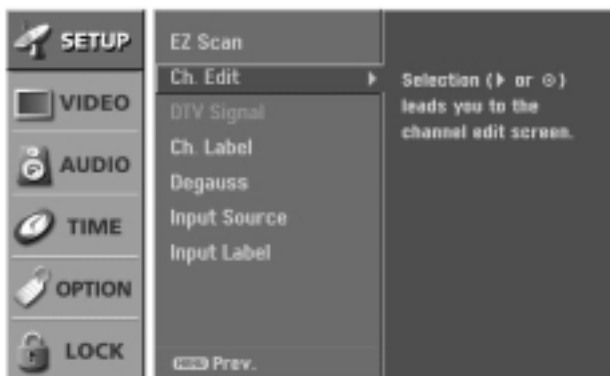 SETUP
VIDEO
AUDIO
TIME
OPTION
LOCK
EZ Scan
Ch. Edit
DTV Signal
Ch. Label
Degauss
Input Source
Input Label
MENU Prev.
Selection (▶ or ⊙)
leads you to the
channel edit screen.